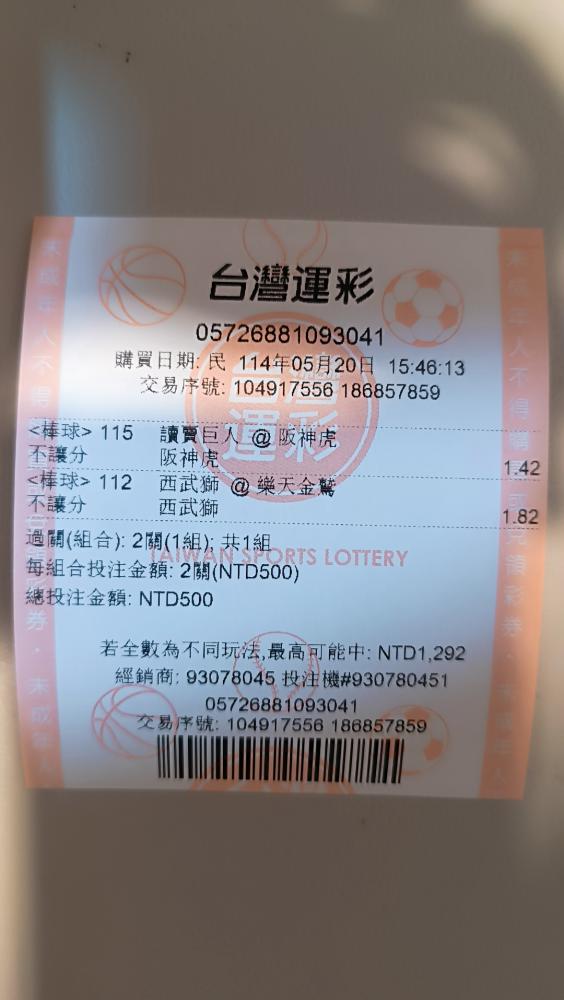 台灣運彩
05726881093041
購買日期: 民 114年05月20日 15:46:13
交易序號: 104917556 186857859
<棒球> 115 讀賣巨人 @ 阪神虎
不讓分 阪神虎 1.42
<棒球> 112 西武獅 @ 樂天金鷲
不讓分 西武獅 1.82
過關(組合): 2關(1組); 共1組
TAIWAN SPORTS LOTTERY
每組合投注金額: 2關(NTD500)
總投注金額: NTD500
若全數為不同玩法,最高可能中: NTD1,292
經銷商: 93078045 投注機#930780451
05726881093041
交易序號: 104917556 186857859